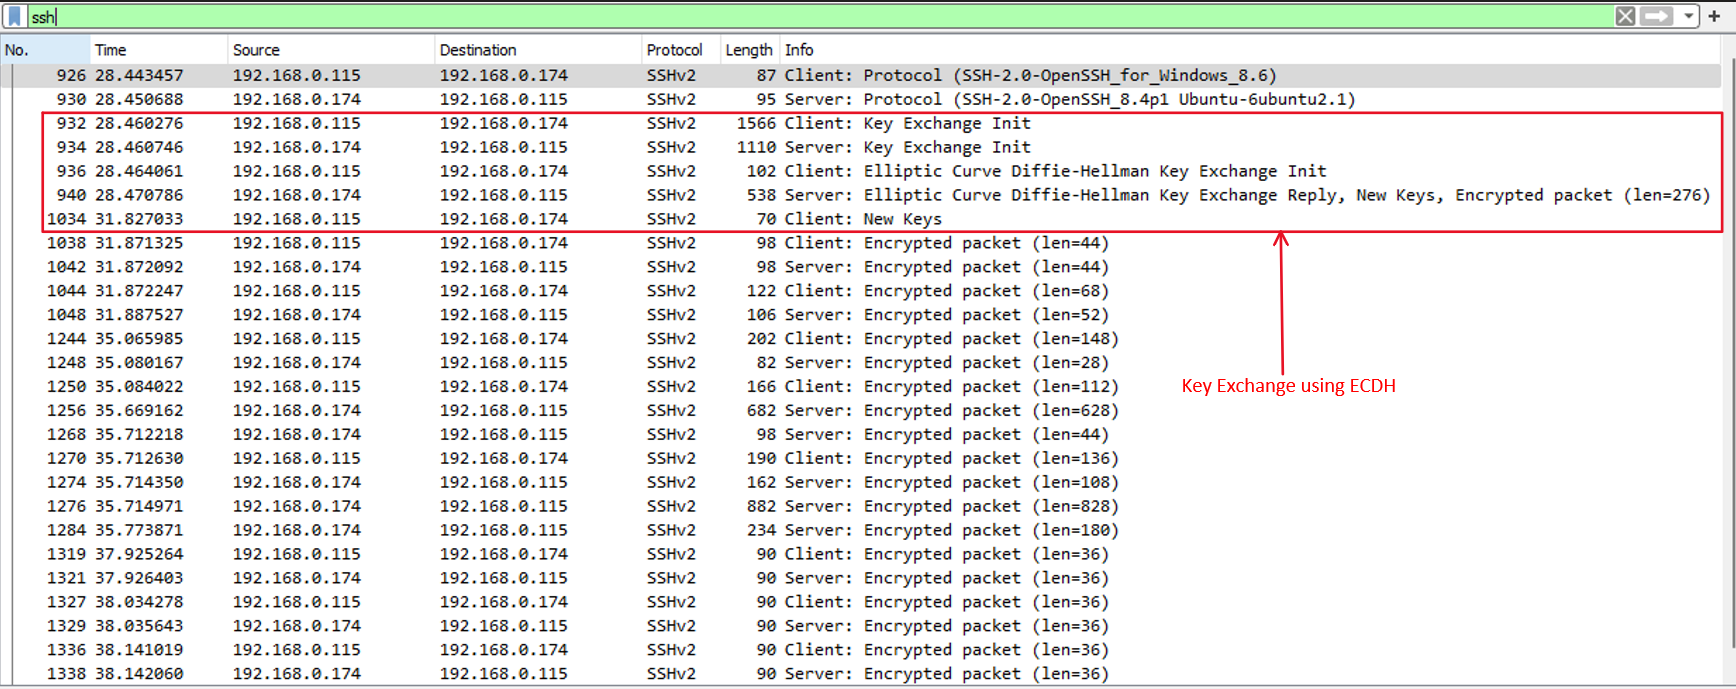 ssh
No. Time Source Destination Protocol Length Info
926 28.443457 192.168.0.115 192.168.0.174 SSHv2 87 Client: Protocol (SSH-2.0-OpenSSH_for_Windows_8.6)
930 28.450688 192.168.0.174 192.168.0.115 SSHv2 95 Server: Protocol (SSH-2.0-OpenSSH_8.4p1 Ubuntu-6ubuntu2.1)
932 28.460276 192.168.0.115 192.168.0.174 SSHv2 1566 Client: Key Exchange Init
934 28.460746 192.168.0.174 192.168.0.115 SSHv2 1110 Server: Key Exchange Init
936 28.464061 192.168.0.115 192.168.0.174 SSHv2 102 Client: Elliptic Curve Diffie-Hellman Key Exchange Init
940 28.470786 192.168.0.174 192.168.0.115 SSHv2 538 Server: Elliptic Curve Diffie-Hellman Key Exchange Reply, New Keys, Encrypted packet (len=276)
1034 31.827033 192.168.0.115 192.168.0.174 SSHv2 70 Client: New Keys
1038 31.871325 192.168.0.115 192.168.0.174 SSHv2 98 Client: Encrypted packet (len=44)
1042 31.872092 192.168.0.174 192.168.0.115 SSHv2 98 Server: Encrypted packet (len=44)
1044 31.872247 192.168.0.115 192.168.0.174 SSHv2 122 Client: Encrypted packet (len=68)
1048 31.887527 192.168.0.174 192.168.0.115 SSHv2 106 Server: Encrypted packet (len=52)
1244 35.065985 192.168.0.115 192.168.0.174 SSHv2 202 Client: Encrypted packet (len=148)
1248 35.080167 192.168.0.174 192.168.0.115 SSHv2 82 Server: Encrypted packet (len=28)
1250 35.084022 192.168.0.115 192.168.0.174 SSHv2 166 Client: Encrypted packet (len=112)
Key Exchange using ECDH
1256 35.669162 192.168.0.174 192.168.0.115 SSHv2 682 Server: Encrypted packet (len=628)
1268 35.712218 192.168.0.174 192.168.0.115 SSHv2 98 Server: Encrypted packet (len=44)
1270 35.712630 192.168.0.115 192.168.0.174 SSHv2 190 Client: Encrypted packet (len=136)
1274 35.714350 192.168.0.174 192.168.0.115 SSHv2 162 Server: Encrypted packet (len=108)
1276 35.714971 192.168.0.174 192.168.0.115 SSHv2 882 Server: Encrypted packet (len=828)
1284 35.773871 192.168.0.174 192.168.0.115 SSHv2 234 Server: Encrypted packet (len=180)
1319 37.925264 192.168.0.115 192.168.0.174 SSHv2 90 Client: Encrypted packet (len=36)
1321 37.926403 192.168.0.174 192.168.0.115 SSHv2 90 Server: Encrypted packet (len=36)
1327 38.034278 192.168.0.115 192.168.0.174 SSHv2 90 Client: Encrypted packet (len=36)
1329 38.035643 192.168.0.174 192.168.0.115 SSHv2 90 Server: Encrypted packet (len=36)
1336 38.141019 192.168.0.115 192.168.0.174 SSHv2 90 Client: Encrypted packet (len=36)
1338 38.142060 192.168.0.174 192.168.0.115 SSHv2 90 Server: Encrypted packet (len=36)